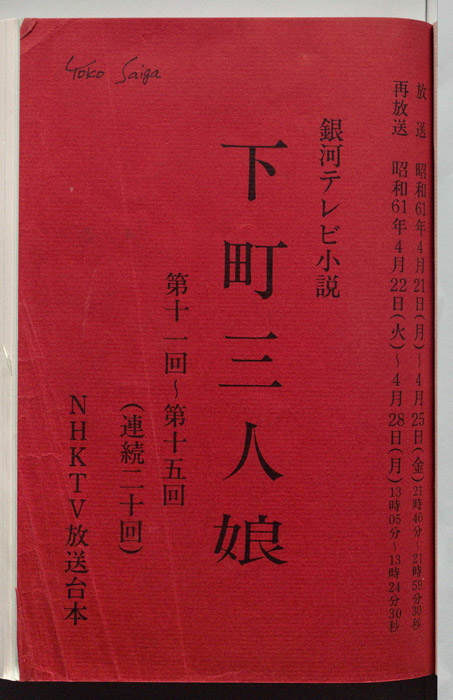 Yoko Saiga
放送　昭和61年4月21日(月)～4月25日(金)21時40分～21時59分30秒
再放送　昭和61年4月22日(火)～4月28日(月)13時05分～13時24分30秒
銀河テレビ小説
下町三人娘
第十一回～第十五回
(連続二十回)
NHKTV放送台本